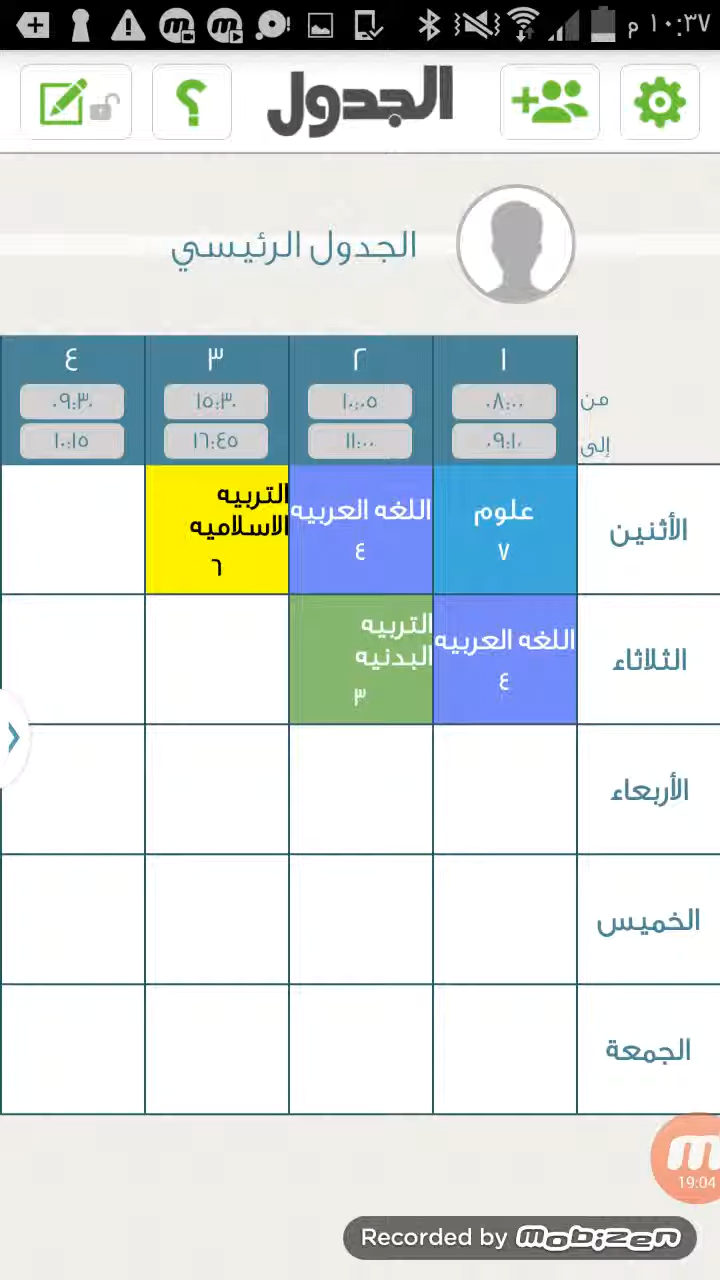 ١٠:٣٧ م
الجدول
الجدول الرئيسي
١ ٢ ٣ ٤
من ٠٨:٠٠ ١٠:٠٥ ١٥:٣٠ ٠٩:٣٠
إلى ٠٩:١٠ ١١:٠٠ ١٦:٤٥ ١٠:١٥
الأثنين
علوم
٧
اللغه العربيه
٤
التربيه
الاسلاميه
٦
الثلاثاء
اللغه العربيه
٤
التربيه
البدنيه
٣
الأربعاء
الخميس
الجمعة
19:04
Recorded by mobizen